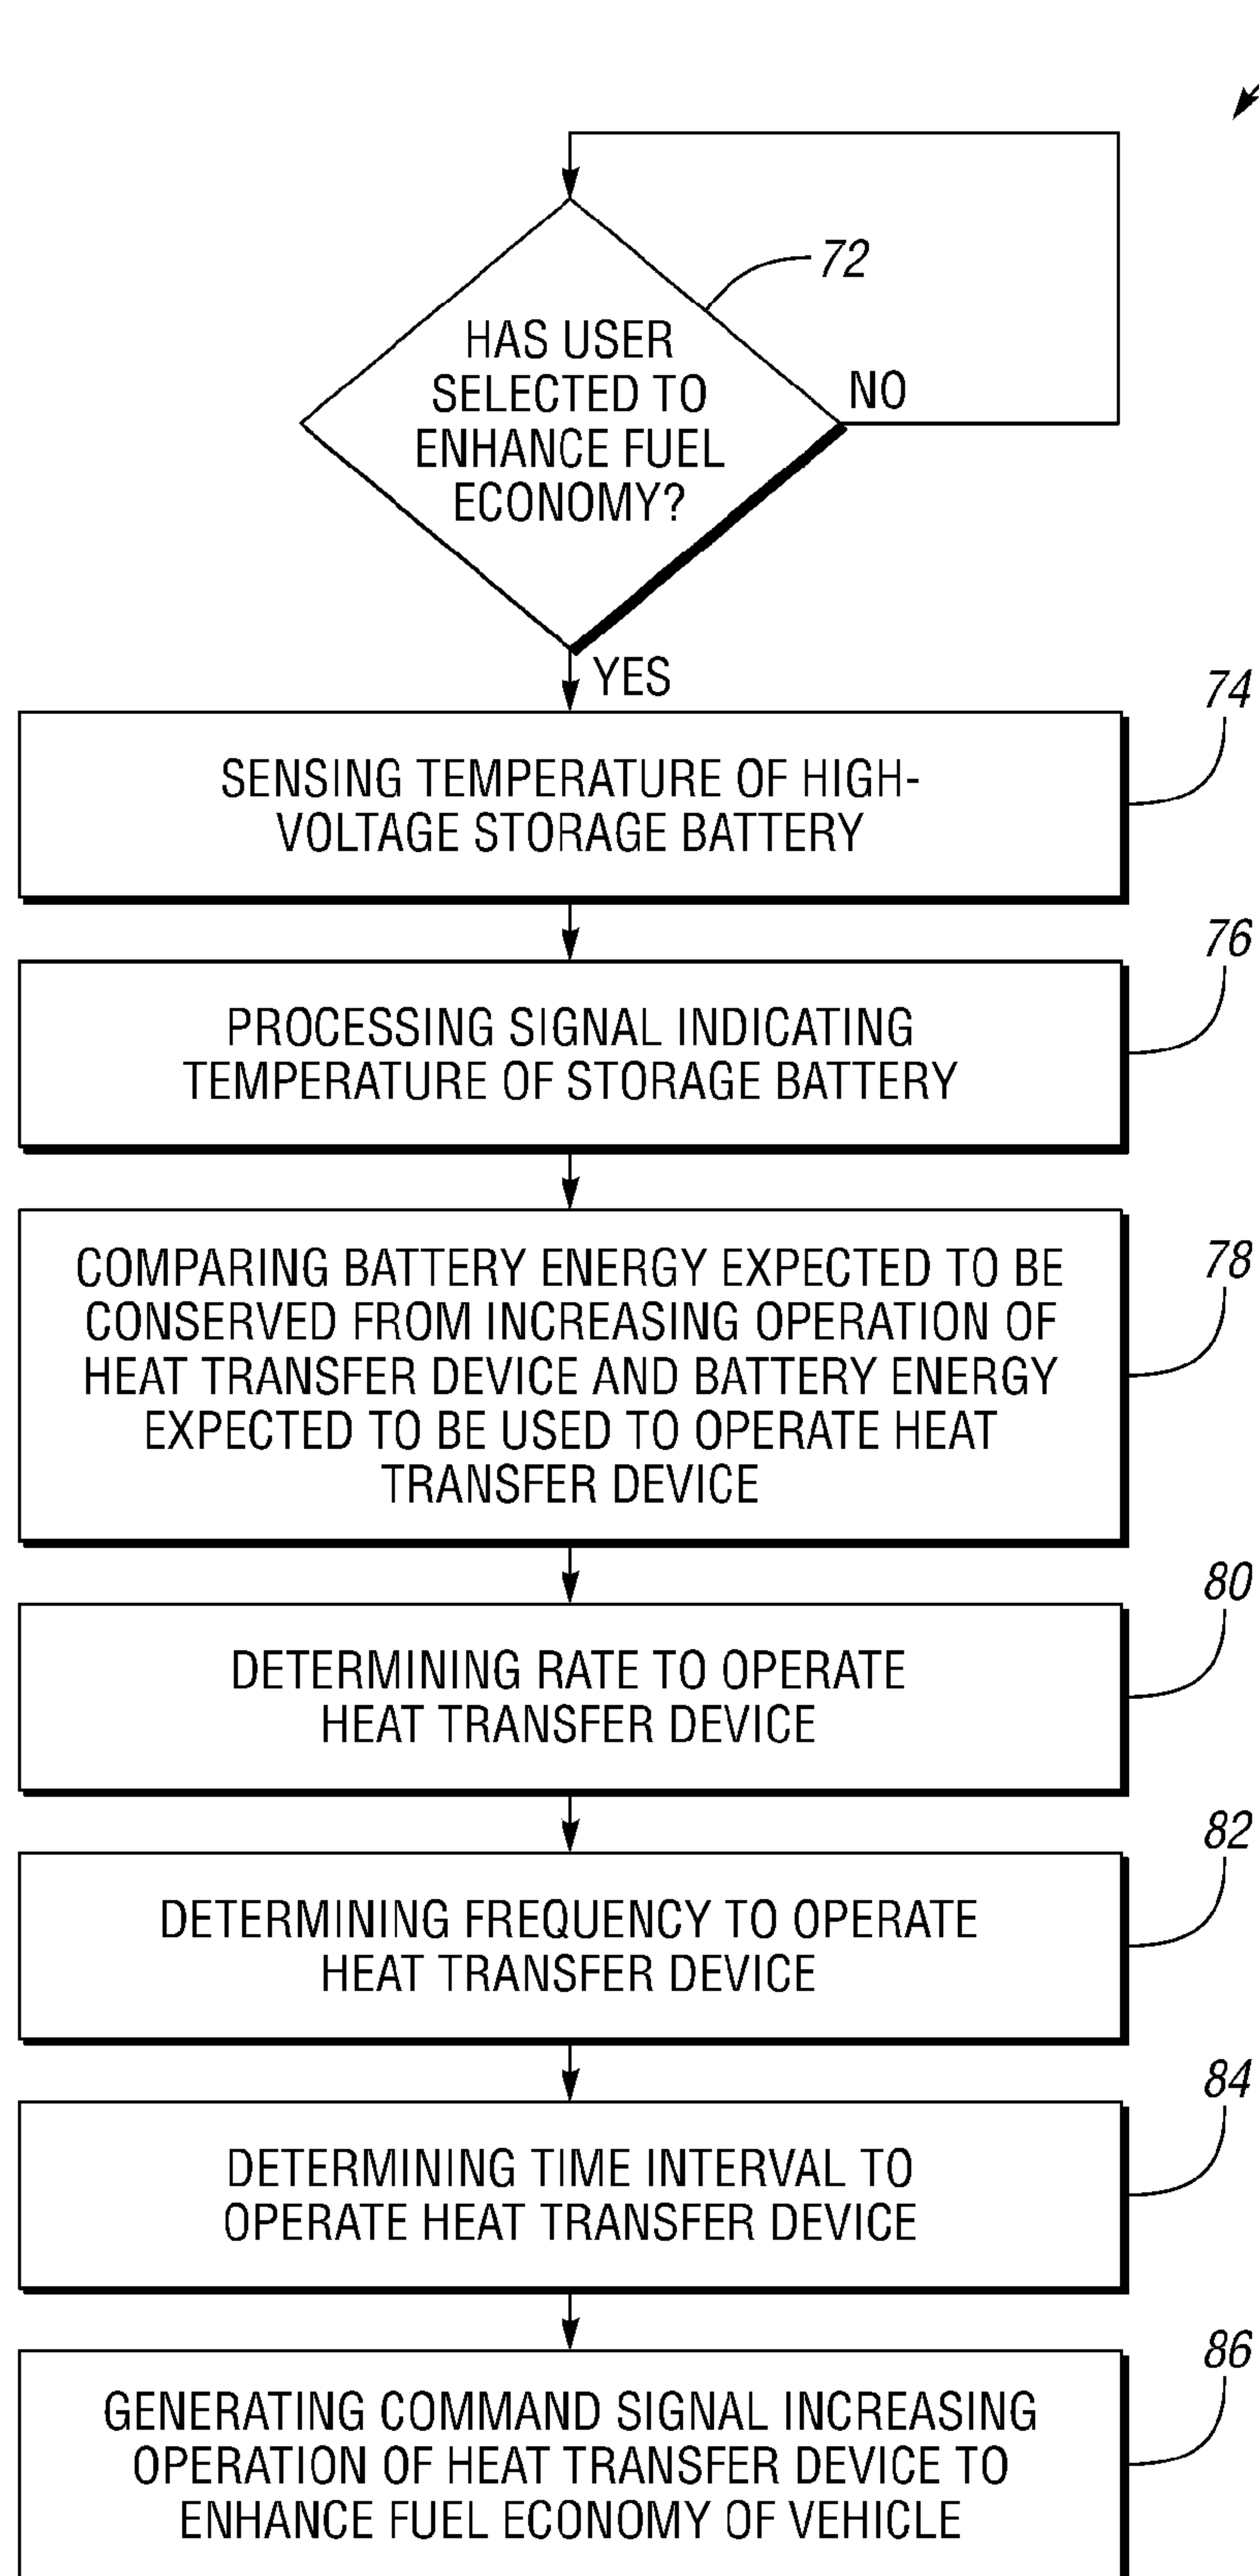 72
HAS USER
SELECTED TO
ENHANCE FUEL
ECONOMY?
NO
YES
74
SENSING TEMPERATURE OF HIGH-
VOLTAGE STORAGE BATTERY
76
PROCESSING SIGNAL INDICATING
TEMPERATURE OF STORAGE BATTERY
78
COMPARING BATTERY ENERGY EXPECTED TO BE
CONSERVED FROM INCREASING OPERATION OF
HEAT TRANSFER DEVICE AND BATTERY ENERGY
EXPECTED TO BE USED TO OPERATE HEAT
TRANSFER DEVICE
80
DETERMINING RATE TO OPERATE
HEAT TRANSFER DEVICE
82
DETERMINING FREQUENCY TO OPERATE
HEAT TRANSFER DEVICE
84
DETERMINING TIME INTERVAL TO
OPERATE HEAT TRANSFER DEVICE
86
GENERATING COMMAND SIGNAL INCREASING
OPERATION OF HEAT TRANSFER DEVICE TO
ENHANCE FUEL ECONOMY OF VEHICLE